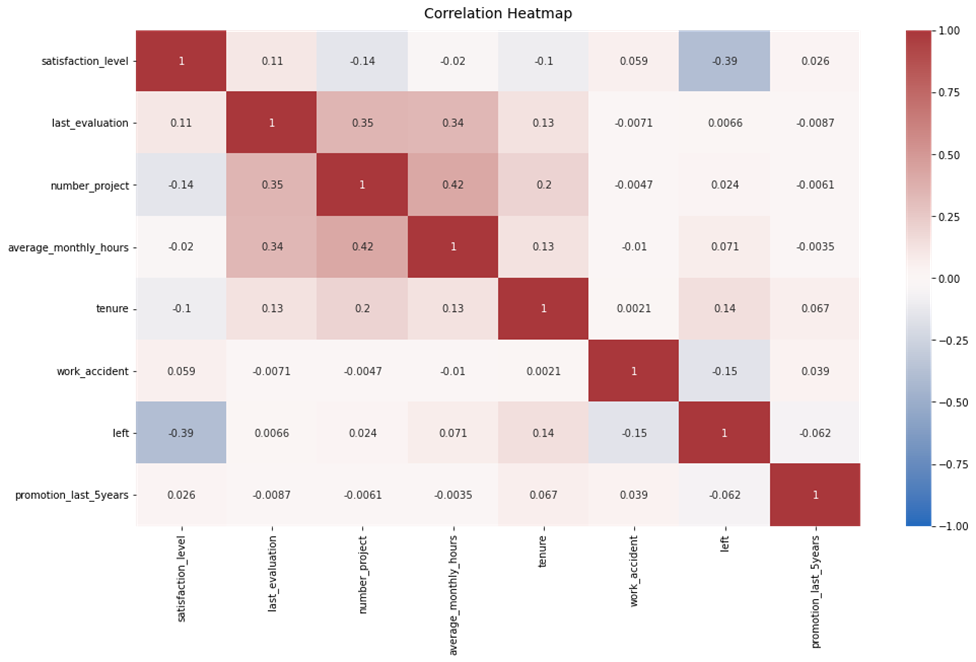 Correlation Heatmap
satisfaction_level 1 0.11 -0.14 -0.02 -0.1 0.059 -0.39 0.026
last_evaluation 0.11 1 0.35 0.34 0.13 -0.0071 0.0066 -0.0087
number_project -0.14 0.35 1 0.42 0.2 -0.0047 0.024 -0.0061
average_monthly_hours -0.02 0.34 0.42 1 0.13 -0.01 0.071 -0.0035
tenure -0.1 0.13 0.2 0.13 1 0.0021 0.14 0.067
work_accident 0.059 -0.0071 -0.0047 -0.01 0.0021 1 -0.15 0.039
left -0.39 0.0066 0.024 0.071 0.14 -0.15 1 -0.062
promotion_last_5years 0.026 -0.0087 -0.0061 -0.0035 0.067 0.039 -0.062 1
satisfaction_level
last_evaluation
number_project
average_monthly_hours
tenure
work_accident
left
promotion_last_5years
1.00
0.75
0.50
0.25
0.00
−0.25
−0.50
−0.75
−1.00